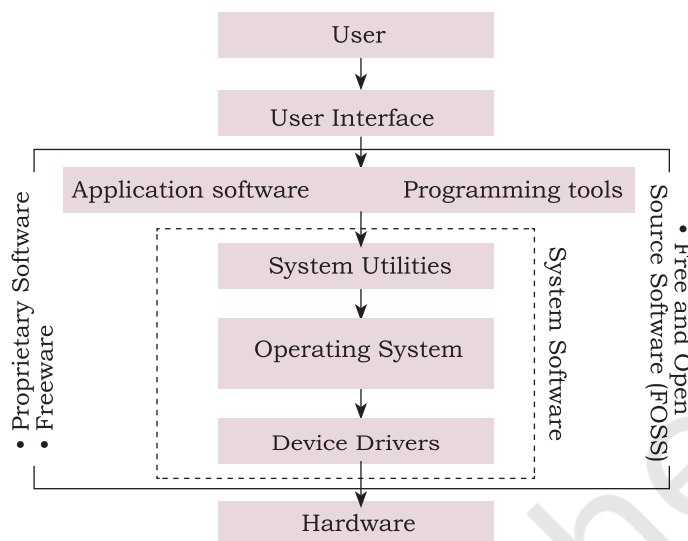 User
User Interface
Application software
Programming tools
System Utilities
Operating System
Device Drivers
Hardware
System Software
• Proprietary Software
• Freeware
• Free and Open
Source Software (FOSS)